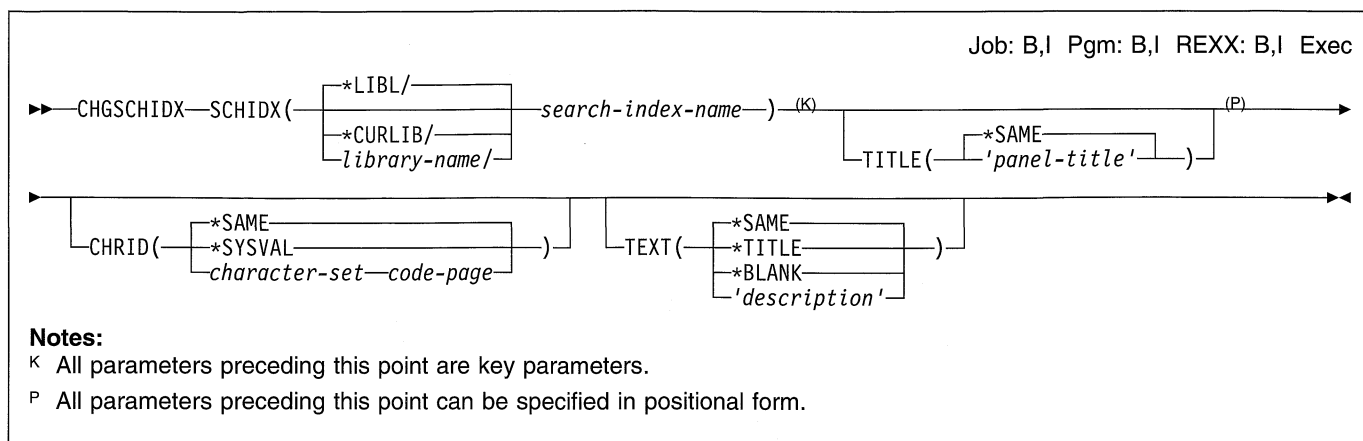 Job: B,I Pgm: B,I REXX: B,I Exec
*LIBL/
CHGSCHIDX SCHIDX( search-index-name ) (K) (P)
*CURLIB/ *SAME
library-name/ TITLE( 'panel-title' )
*SAME *SAME
CHRID( *SYSVAL ) TEXT( *TITLE )
character-set code-page *BLANK
'description'
Notes:
K All parameters preceding this point are key parameters.
P All parameters preceding this point can be specified in positional form.